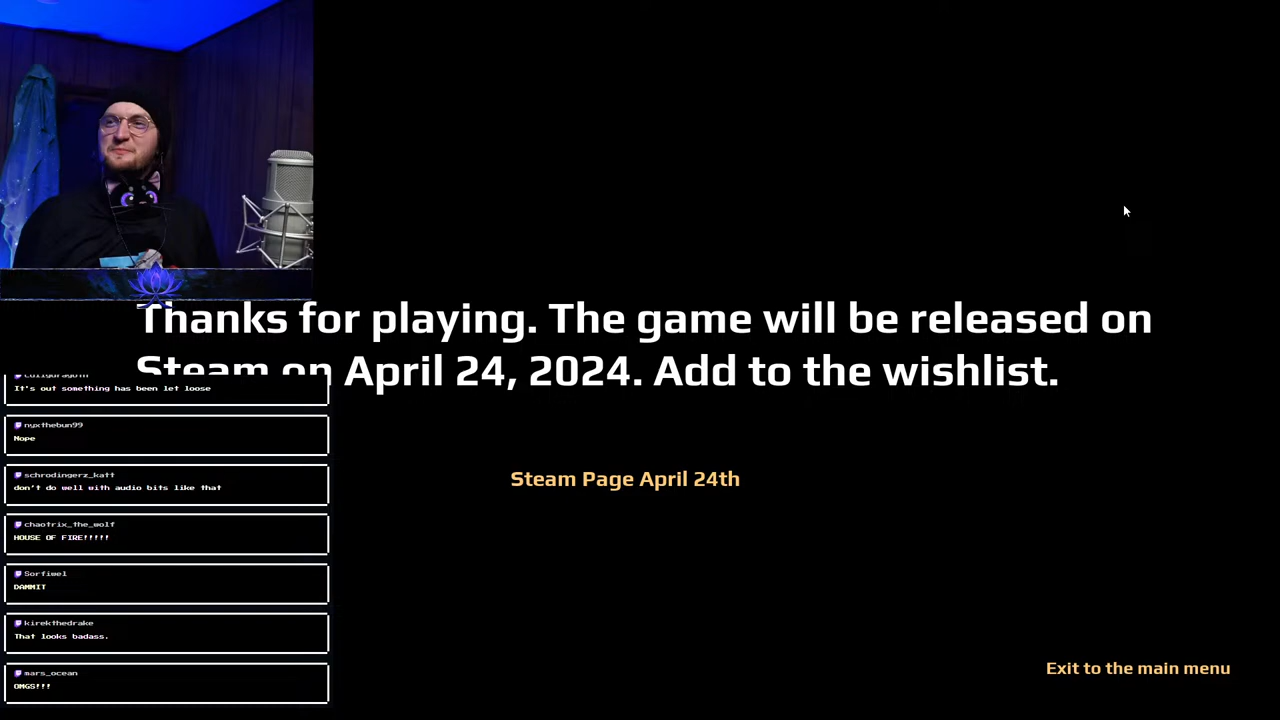 Thanks for playing. The game will be released on
Steam on April 24, 2024. Add to the wishlist.
Steam Page April 24th
Exit to the main menu
It's out something has been let loose
nyxthebun99
Nope
schrodingerz_katt
don't do well with audio bits like that
chaotrix_the_wolf
HOUSE OF FIRE!!!!!
Sorfimel
DAMMIT
kirekthedrake
That looks badass.
mars_ocean
OMGS!!!